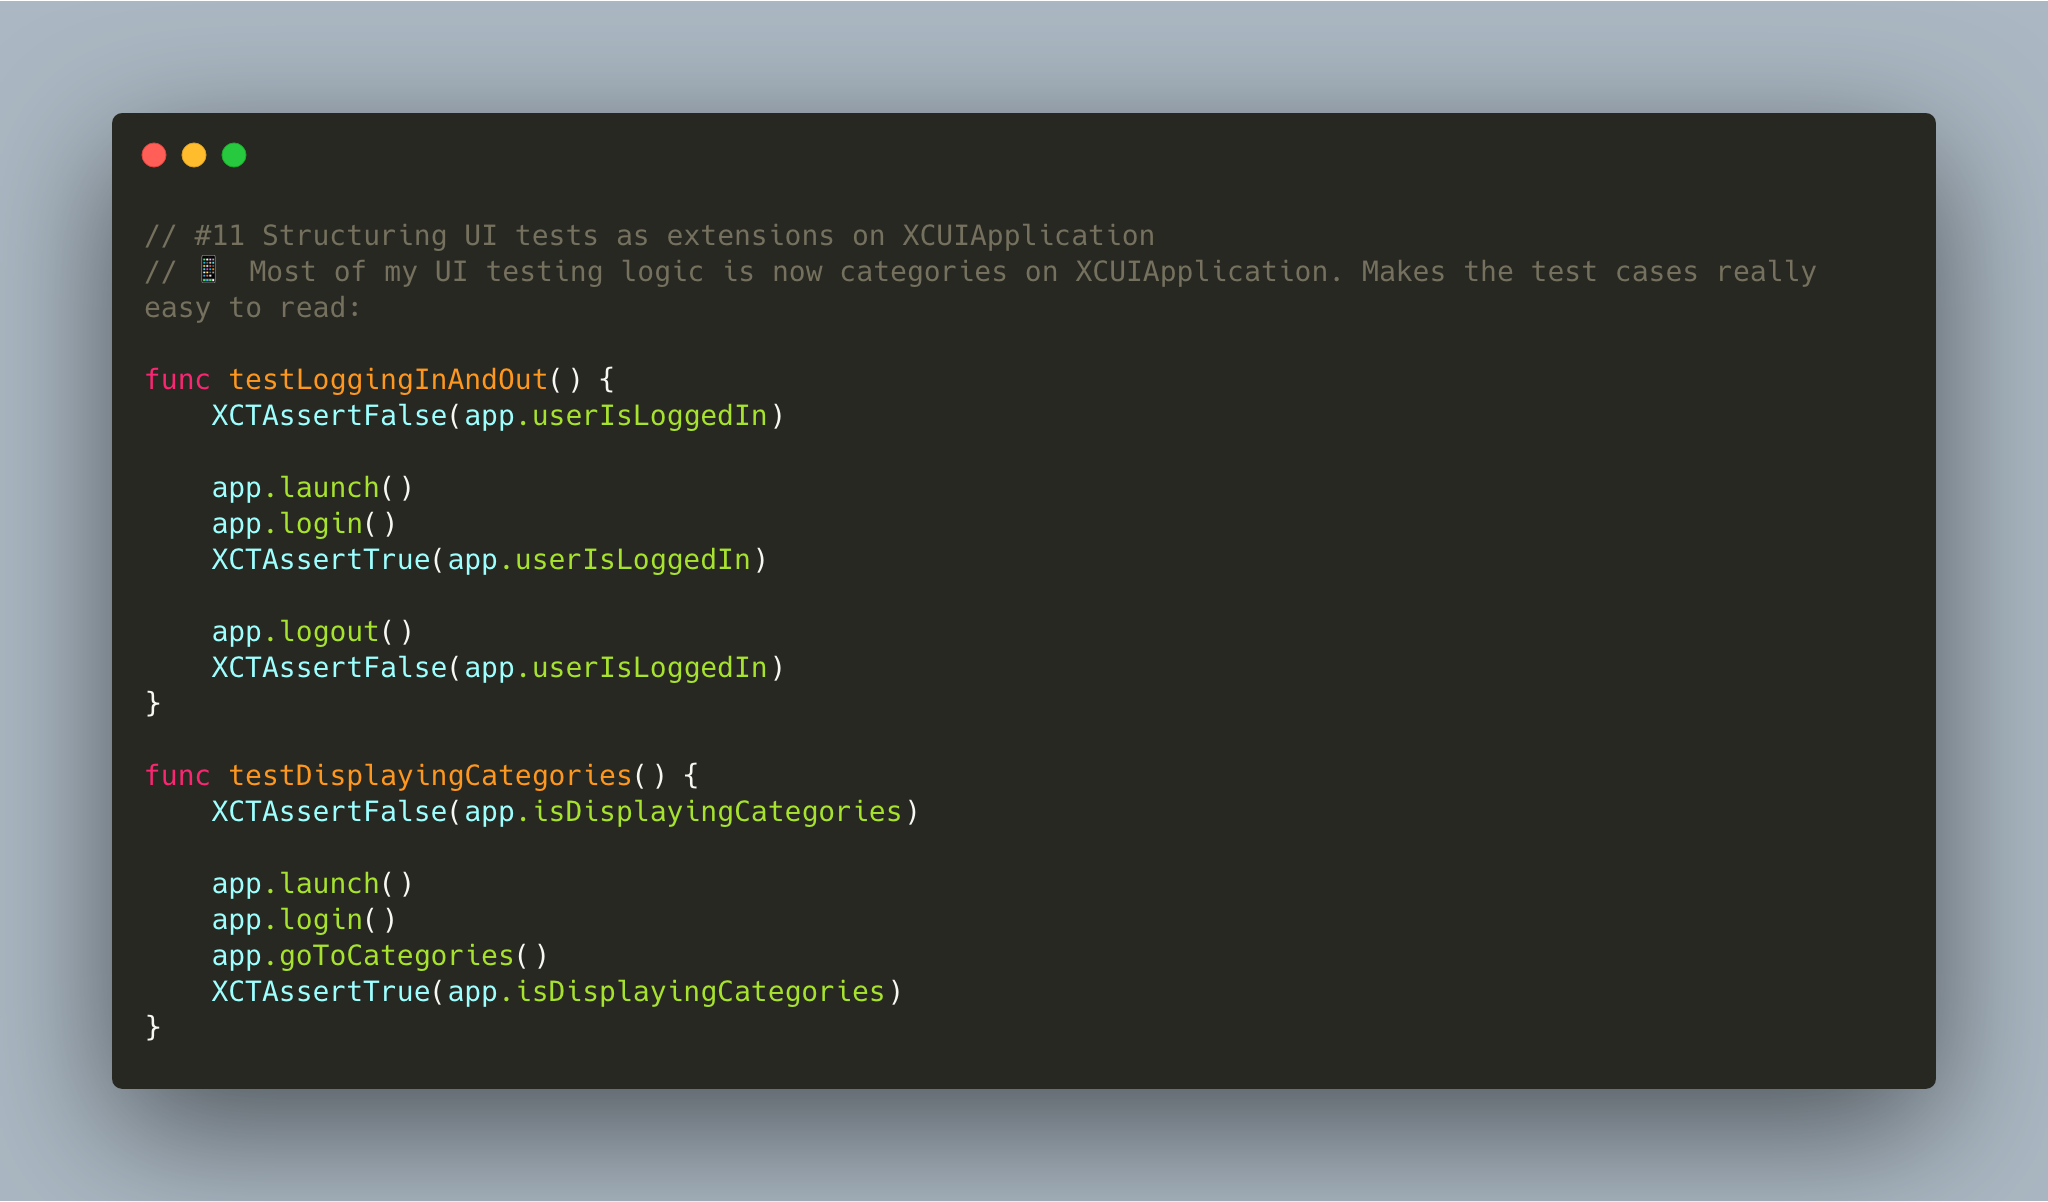 // #11 Structuring UI tests as extensions on XCUIApplication
// 📱 Most of my UI testing logic is now categories on XCUIApplication. Makes the test cases really
easy to read:

func testLoggingInAndOut() {
    XCTAssertFalse(app.userIsLoggedIn)

    app.launch()
    app.login()
    XCTAssertTrue(app.userIsLoggedIn)

    app.logout()
    XCTAssertFalse(app.userIsLoggedIn)
}

func testDisplayingCategories() {
    XCTAssertFalse(app.isDisplayingCategories)

    app.launch()
    app.login()
    app.goToCategories()
    XCTAssertTrue(app.isDisplayingCategories)
}